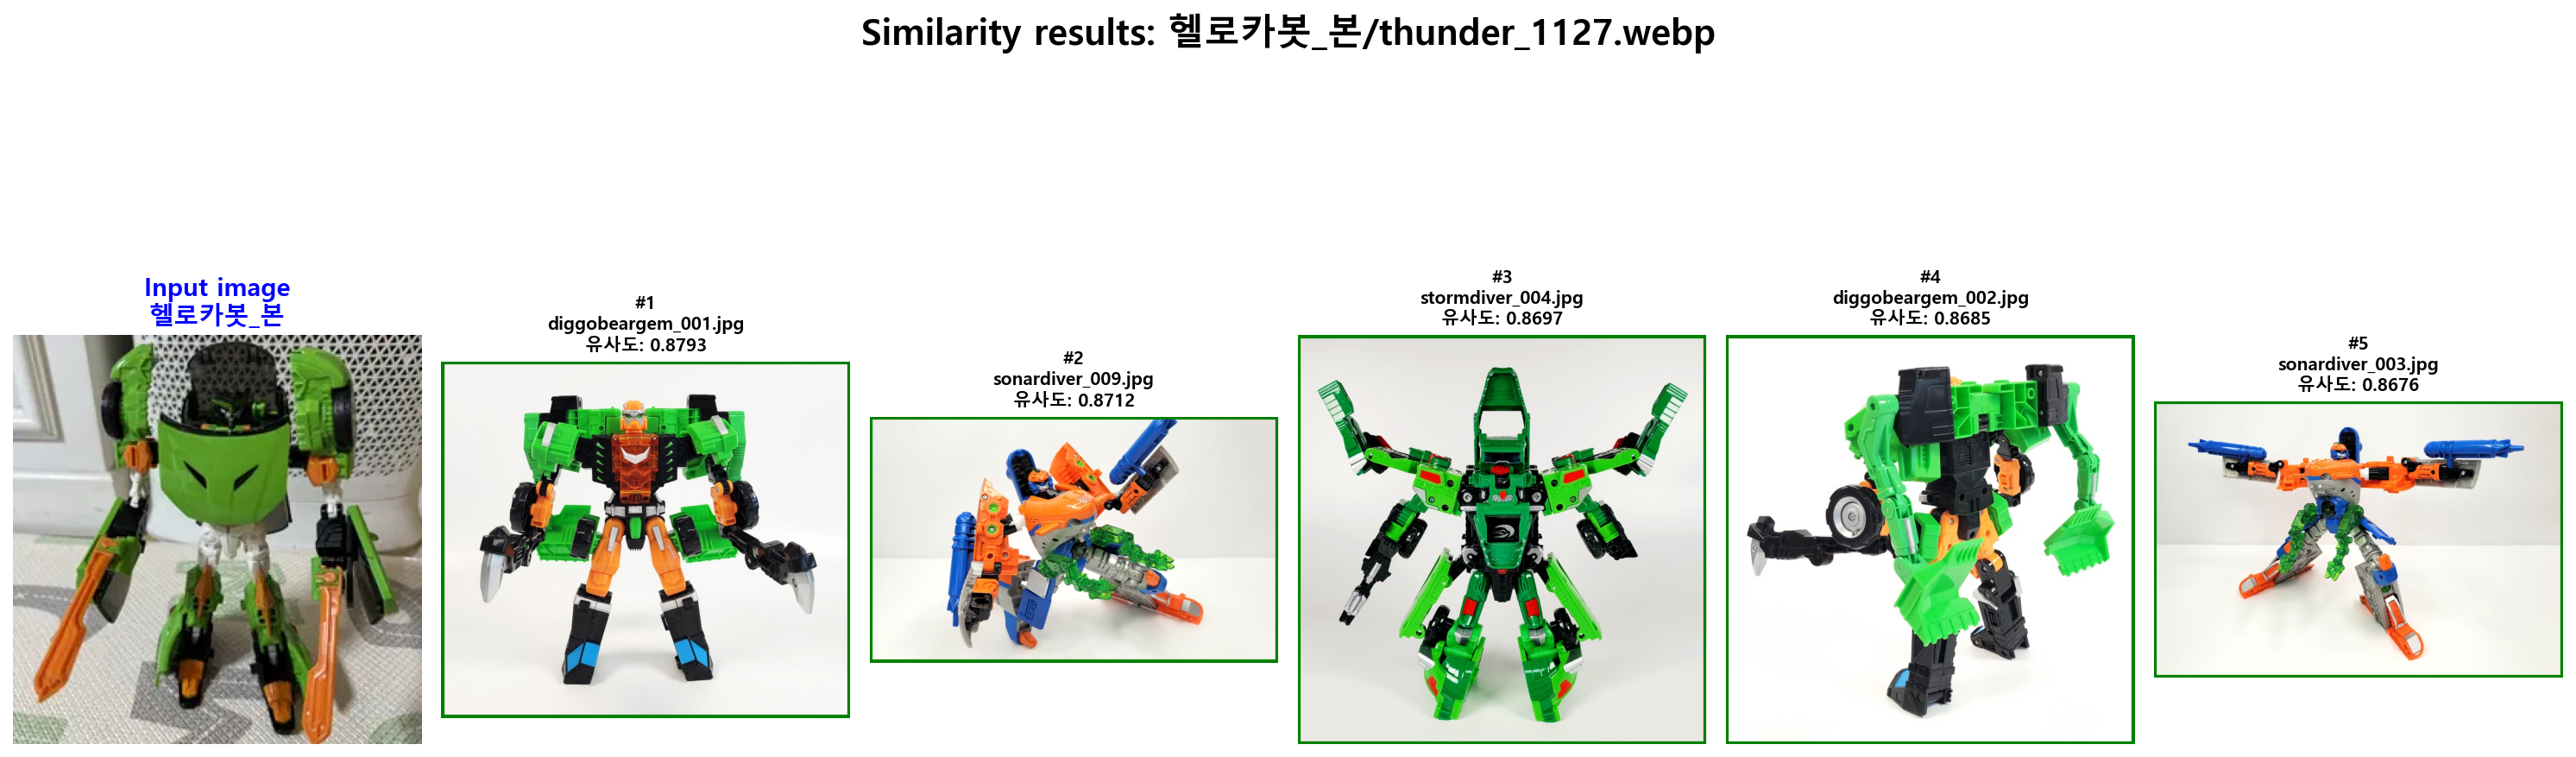 Similarity results: 헬로카봇_본/thunder_1127.webp
Input image
헬로카봇_본
#1
diggobeargem_001.jpg
유사도: 0.8793
#2
sonardiver_009.jpg
유사도: 0.8712
#3
stormdiver_004.jpg
유사도: 0.8697
#4
diggobeargem_002.jpg
유사도: 0.8685
#5
sonardiver_003.jpg
유사도: 0.8676